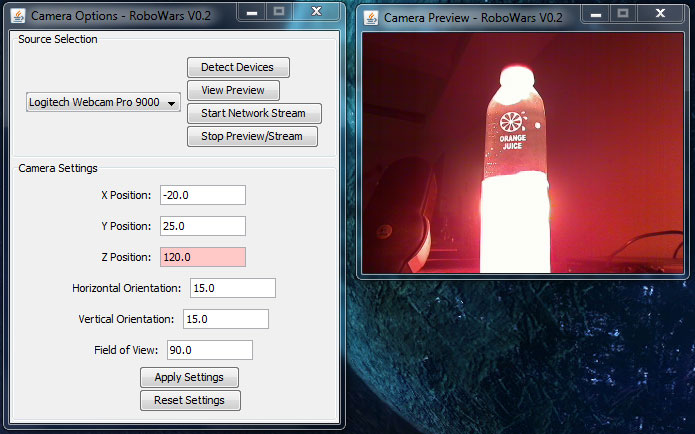 Camera Options - RoboWars V0.2
Source Selection
Logitech Webcam Pro 9000
Detect Devices
View Preview
Start Network Stream
Stop Preview/Stream
Camera Settings
X Position: -20.0
Y Position: 25.0
Z Position: 120.0
Horizontal Orientation: 15.0
Vertical Orientation: 15.0
Field of View: 90.0
Apply Settings
Reset Settings
Camera Preview - RoboWars V0.2
ORANGE
JUICE